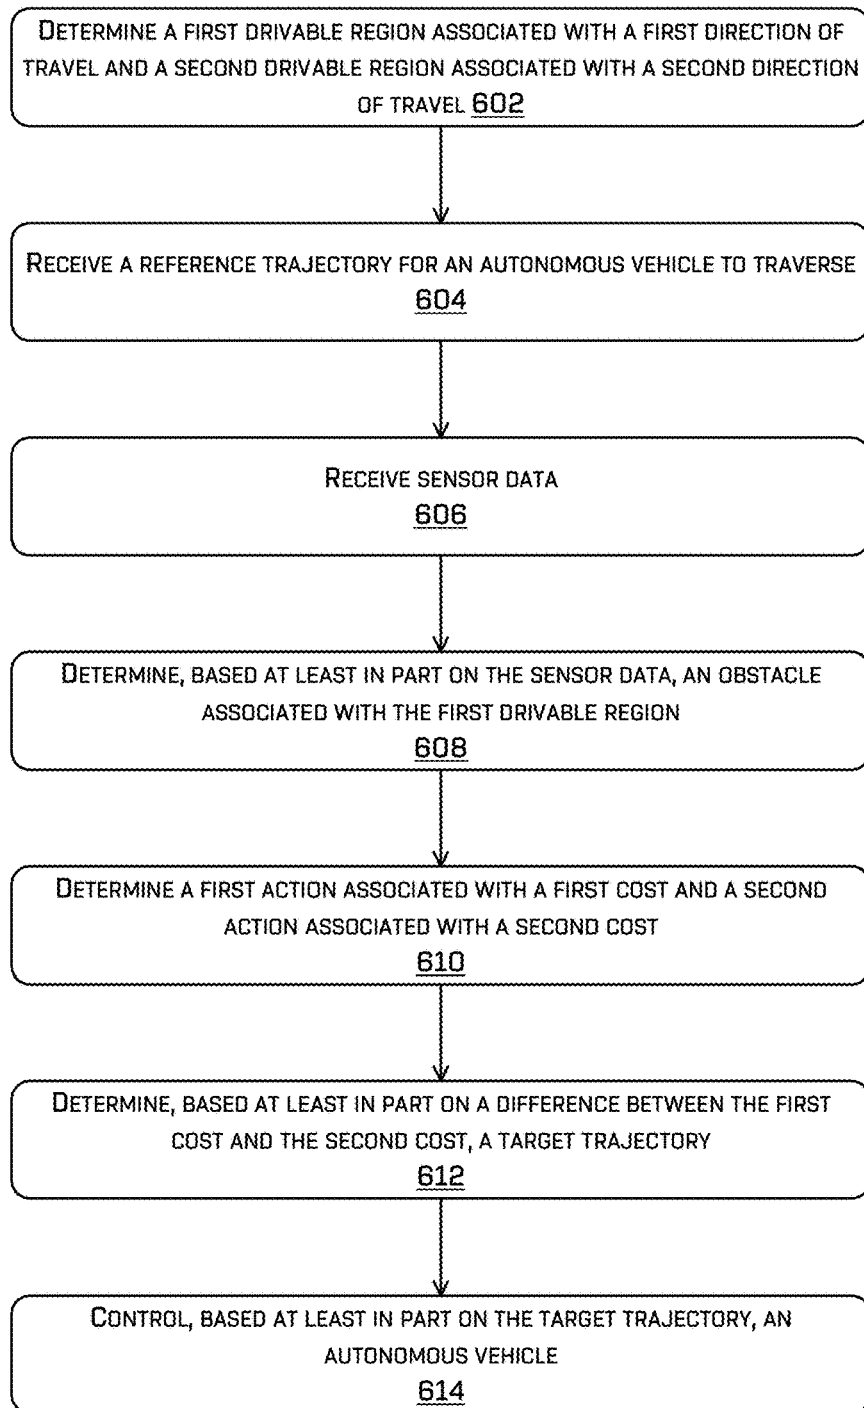 DETERMINE A FIRST DRIVABLE REGION ASSOCIATED WITH A FIRST DIRECTION OF
TRAVEL AND A SECOND DRIVABLE REGION ASSOCIATED WITH A SECOND DIRECTION
OF TRAVEL 602
RECEIVE A REFERENCE TRAJECTORY FOR AN AUTONOMOUS VEHICLE TO TRAVERSE
604
RECEIVE SENSOR DATA
606
DETERMINE, BASED AT LEAST IN PART ON THE SENSOR DATA, AN OBSTACLE
ASSOCIATED WITH THE FIRST DRIVABLE REGION
608
DETERMINE A FIRST ACTION ASSOCIATED WITH A FIRST COST AND A SECOND
ACTION ASSOCIATED WITH A SECOND COST
610
DETERMINE, BASED AT LEAST IN PART ON A DIFFERENCE BETWEEN THE FIRST
COST AND THE SECOND COST, A TARGET TRAJECTORY
612
CONTROL, BASED AT LEAST IN PART ON THE TARGET TRAJECTORY, AN
AUTONOMOUS VEHICLE
614